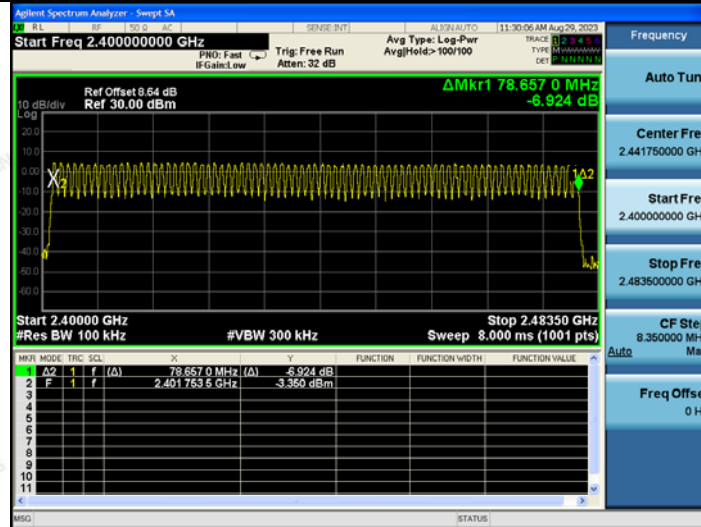 Agilent Spectrum Analyzer - Swept SA
RL RF 50 Ω AC SENSE:INT ALIGN AUTO 11:30:06 AM Aug 29, 2023
Start Freq 2.400000000 GHz
PNO: Fast
IFGain:Low
Trig: Free Run
Atten: 32 dB
Avg Type: Log-Pwr
Avg|Hold:>100/100
TRACE 1 2 3 4 5 6
TYPE M
DET P N N N N N
Ref Offset 8.64 dB
10 dB/div Ref 30.00 dBm
Log
ΔMkr1 78.657 0 MHz
-6.924 dB
20.0
10.0
0.00
-10.0
-20.0
-30.0
-40.0
-50.0
-60.0
X2
1Δ2
Start 2.40000 GHz Stop 2.48350 GHz
#Res BW 100 kHz #VBW 300 kHz Sweep 8.000 ms (1001 pts)
MKR MODE TRC SCL X Y FUNCTION FUNCTION WIDTH FUNCTION VALUE
1 Δ2 1 f (Δ) 78.657 0 MHz (Δ) -6.924 dB
2 F 1 f 2.401 753 5 GHz -3.350 dBm
3
4
5
6
7
8
9
10
11
MSG STATUS
Frequency
Auto Tun
Center Fre
2.441750000 GH
Start Fre
2.400000000 GH
Stop Fre
2.483500000 GH
CF Ste
8.350000 MH
Auto Ma
Freq Offse
0 H